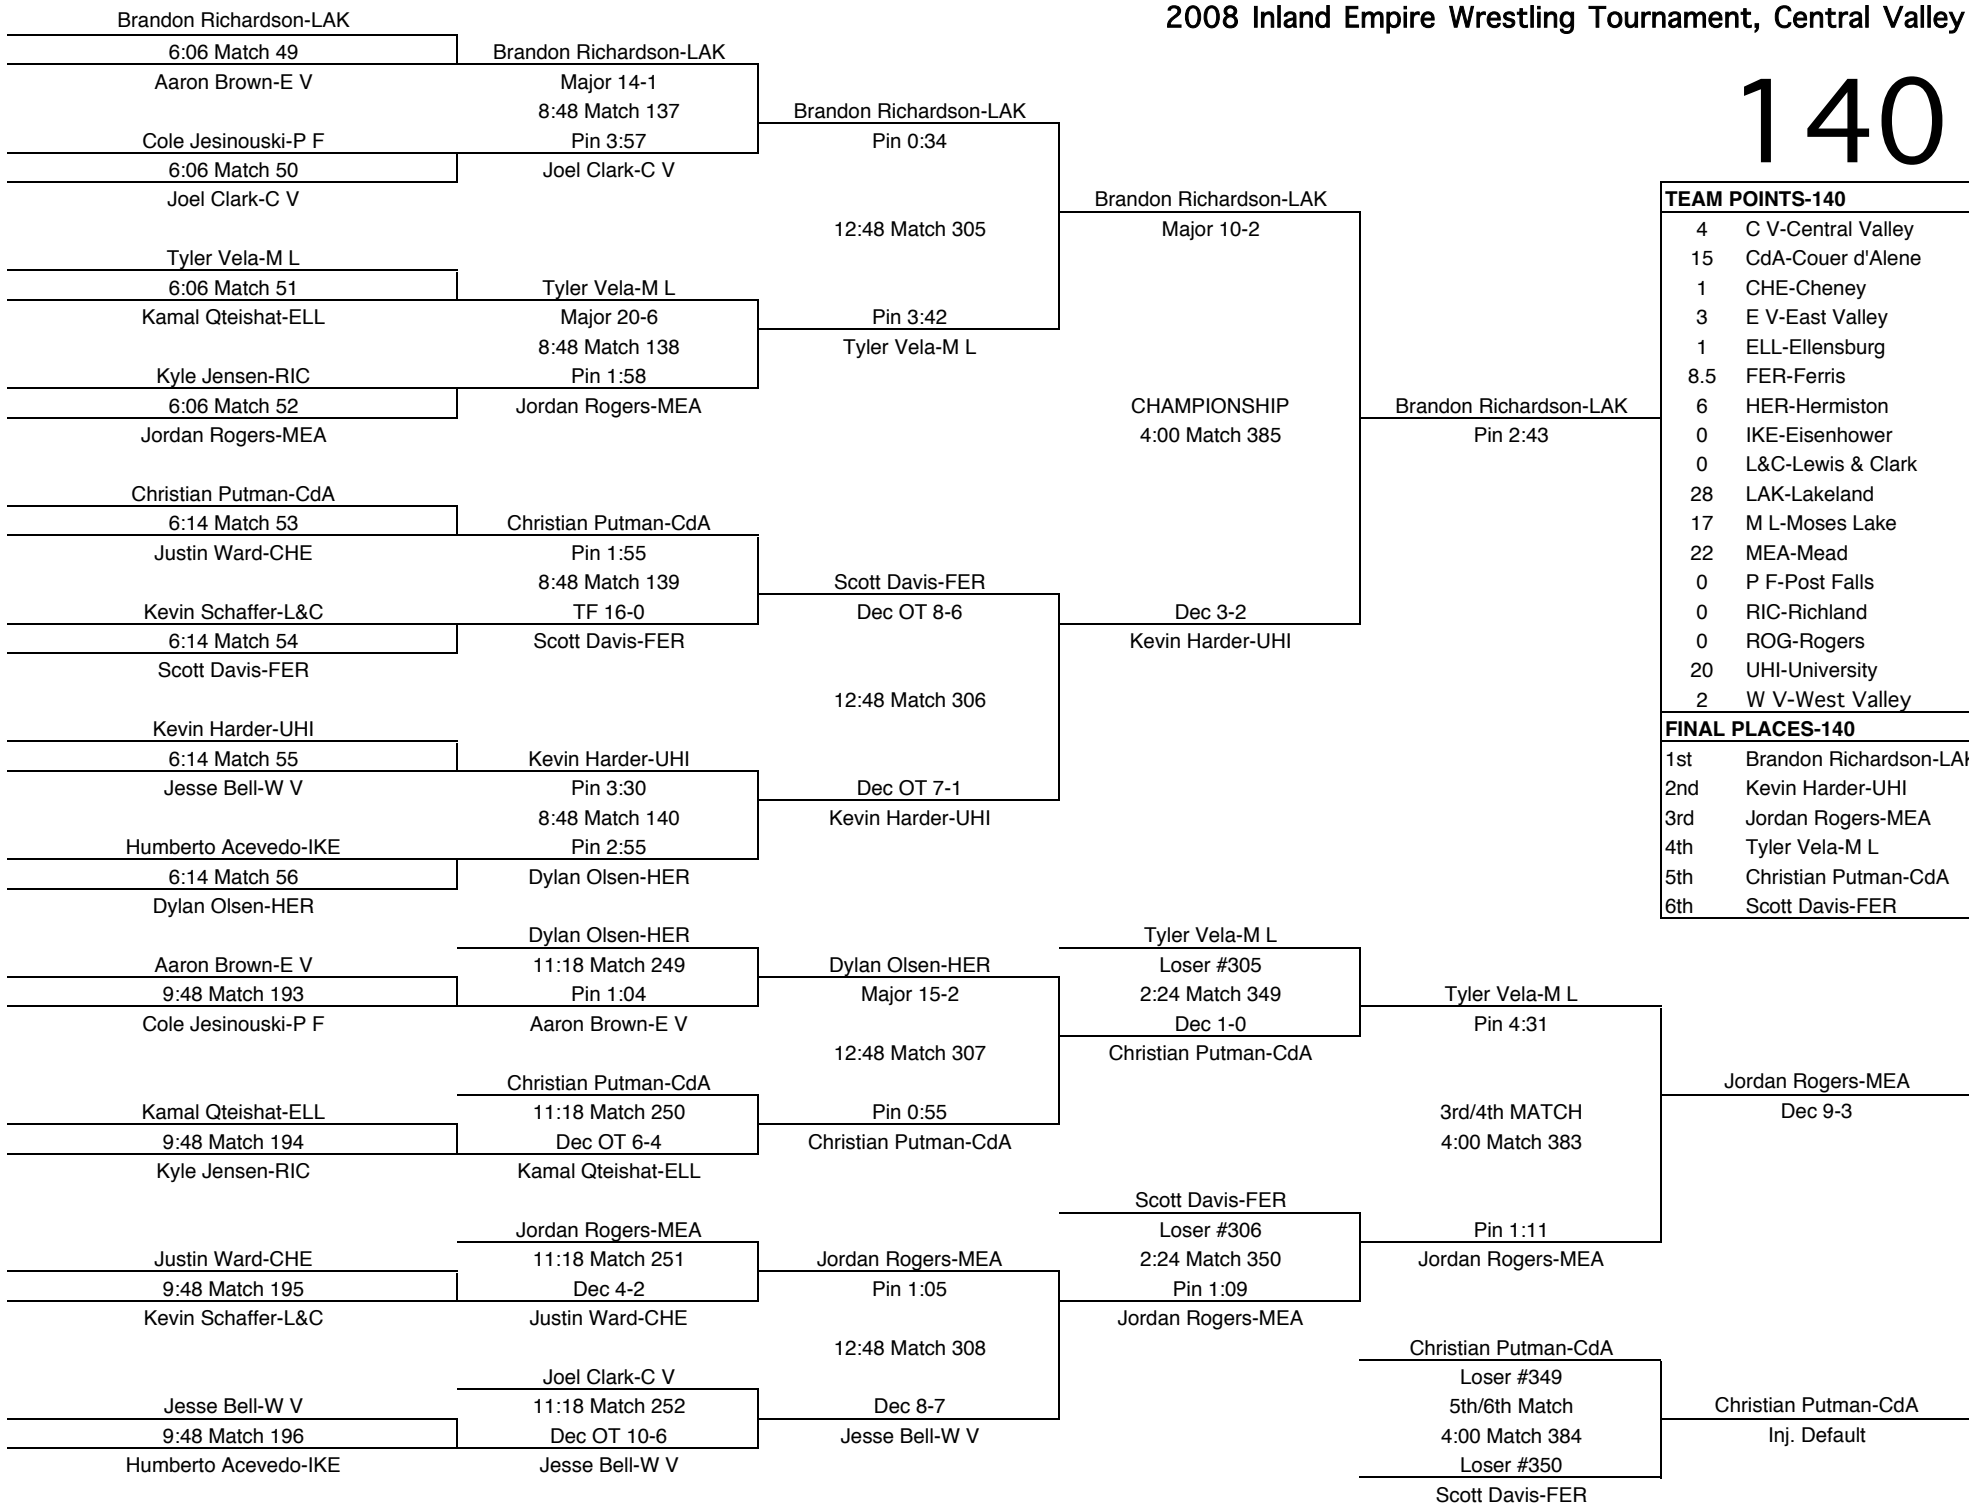 2008 Inland Empire Wrestling Tournament, Central Valley
140
Brandon Richardson-LAK
6:06 Match 49
Aaron Brown-E V
Cole Jesinouski-P F
6:06 Match 50
Joel Clark-C V
Tyler Vela-M L
6:06 Match 51
Kamal Qteishat-ELL
Kyle Jensen-RIC
6:06 Match 52
Jordan Rogers-MEA
Christian Putman-CdA
6:14 Match 53
Justin Ward-CHE
Kevin Schaffer-L&C
6:14 Match 54
Scott Davis-FER
Kevin Harder-UHI
6:14 Match 55
Jesse Bell-W V
Humberto Acevedo-IKE
6:14 Match 56
Dylan Olsen-HER
Brandon Richardson-LAK
Major 14-1
8:48 Match 137
Pin 3:57
Joel Clark-C V
Tyler Vela-M L
Major 20-6
8:48 Match 138
Pin 1:58
Jordan Rogers-MEA
Christian Putman-CdA
Pin 1:55
8:48 Match 139
TF 16-0
Scott Davis-FER
Kevin Harder-UHI
Pin 3:30
8:48 Match 140
Pin 2:55
Dylan Olsen-HER
Brandon Richardson-LAK
Pin 0:34
12:48 Match 305
Pin 3:42
Tyler Vela-M L
Scott Davis-FER
Dec OT 8-6
12:48 Match 306
Dec OT 7-1
Kevin Harder-UHI
Brandon Richardson-LAK
Major 10-2
CHAMPIONSHIP
4:00 Match 385
Dec 3-2
Kevin Harder-UHI
Brandon Richardson-LAK
Pin 2:43
TEAM POINTS-140
4 C V-Central Valley
15 CdA-Couer d'Alene
1 CHE-Cheney
3 E V-East Valley
1 ELL-Ellensburg
8.5 FER-Ferris
6 HER-Hermiston
0 IKE-Eisenhower
0 L&C-Lewis & Clark
28 LAK-Lakeland
17 M L-Moses Lake
22 MEA-Mead
0 P F-Post Falls
0 RIC-Richland
0 ROG-Rogers
20 UHI-University
2 W V-West Valley
FINAL PLACES-140
1st Brandon Richardson-LAK
2nd Kevin Harder-UHI
3rd Jordan Rogers-MEA
4th Tyler Vela-M L
5th Christian Putman-CdA
6th Scott Davis-FER
Aaron Brown-E V
9:48 Match 193
Cole Jesinouski-P F
Kamal Qteishat-ELL
9:48 Match 194
Kyle Jensen-RIC
Justin Ward-CHE
9:48 Match 195
Kevin Schaffer-L&C
Jesse Bell-W V
9:48 Match 196
Humberto Acevedo-IKE
Dylan Olsen-HER
11:18 Match 249
Pin 1:04
Aaron Brown-E V
Christian Putman-CdA
11:18 Match 250
Dec OT 6-4
Kamal Qteishat-ELL
Jordan Rogers-MEA
11:18 Match 251
Dec 4-2
Justin Ward-CHE
Joel Clark-C V
11:18 Match 252
Dec OT 10-6
Jesse Bell-W V
Dylan Olsen-HER
Major 15-2
12:48 Match 307
Pin 0:55
Christian Putman-CdA
Jordan Rogers-MEA
Pin 1:05
12:48 Match 308
Dec 8-7
Jesse Bell-W V
Tyler Vela-M L
Loser #305
2:24 Match 349
Dec 1-0
Christian Putman-CdA
Scott Davis-FER
Loser #306
2:24 Match 350
Pin 1:09
Jordan Rogers-MEA
Tyler Vela-M L
Pin 4:31
3rd/4th MATCH
4:00 Match 383
Pin 1:11
Jordan Rogers-MEA
Christian Putman-CdA
Loser #349
5th/6th Match
4:00 Match 384
Loser #350
Scott Davis-FER
Jordan Rogers-MEA
Dec 9-3
Christian Putman-CdA
Inj. Default